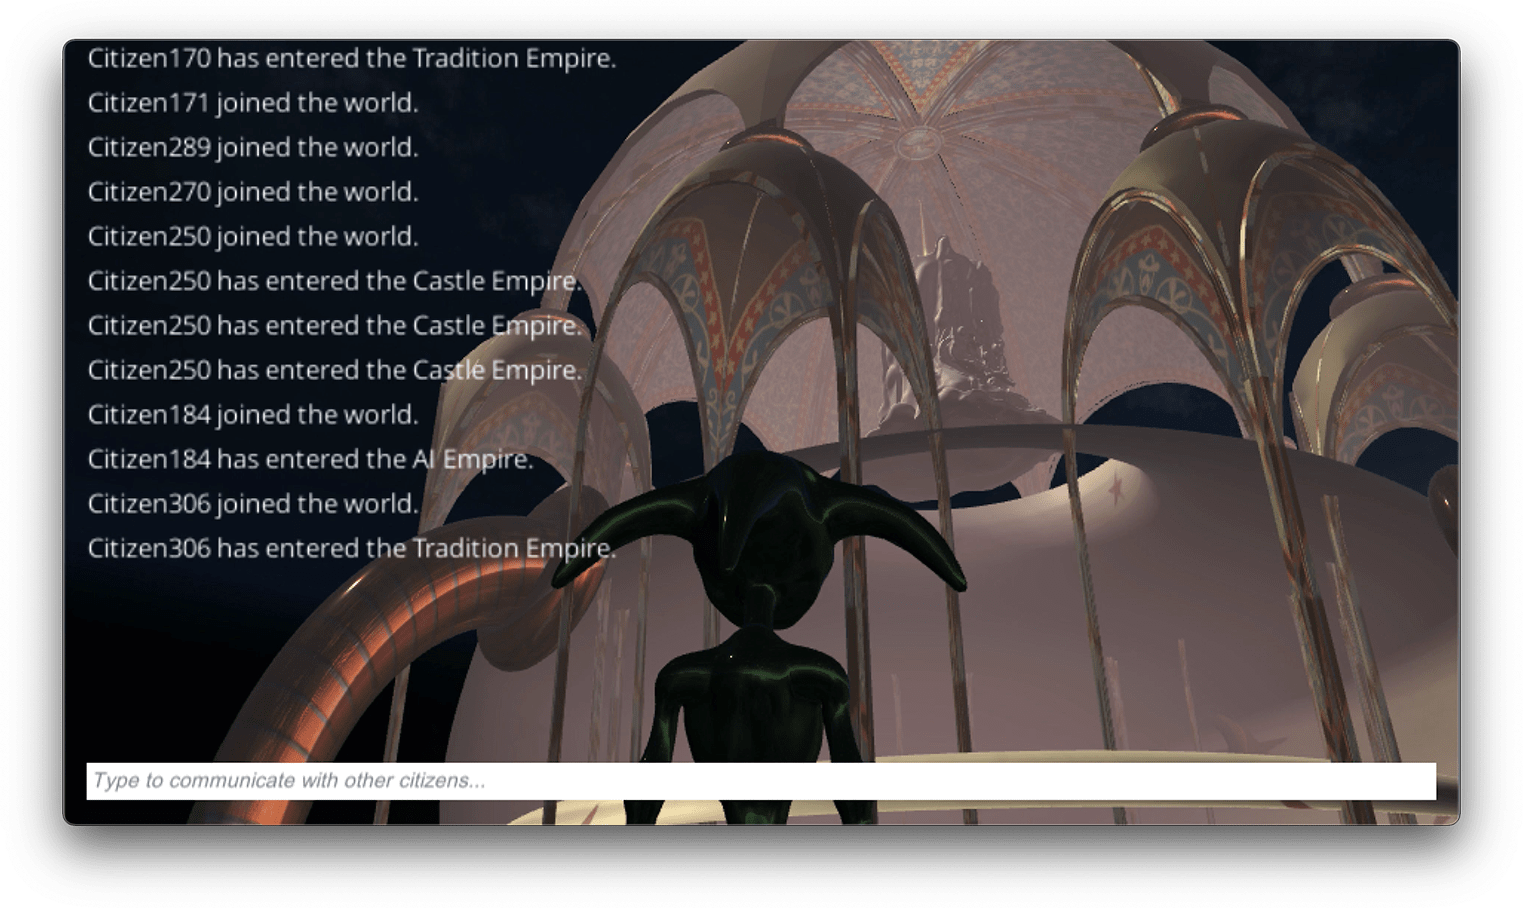 Citizen170 has entered the Tradition Empire.
Citizen171 joined the world.
Citizen289 joined the world.
Citizen270 joined the world.
Citizen250 joined the world.
Citizen250 has entered the Castle Empire.
Citizen250 has entered the Castle Empire.
Citizen250 has entered the Castle Empire.
Citizen184 joined the world.
Citizen184 has entered the AI Empire.
Citizen306 joined the world.
Citizen306 has entered the Tradition Empire.
Type to communicate with other citizens...